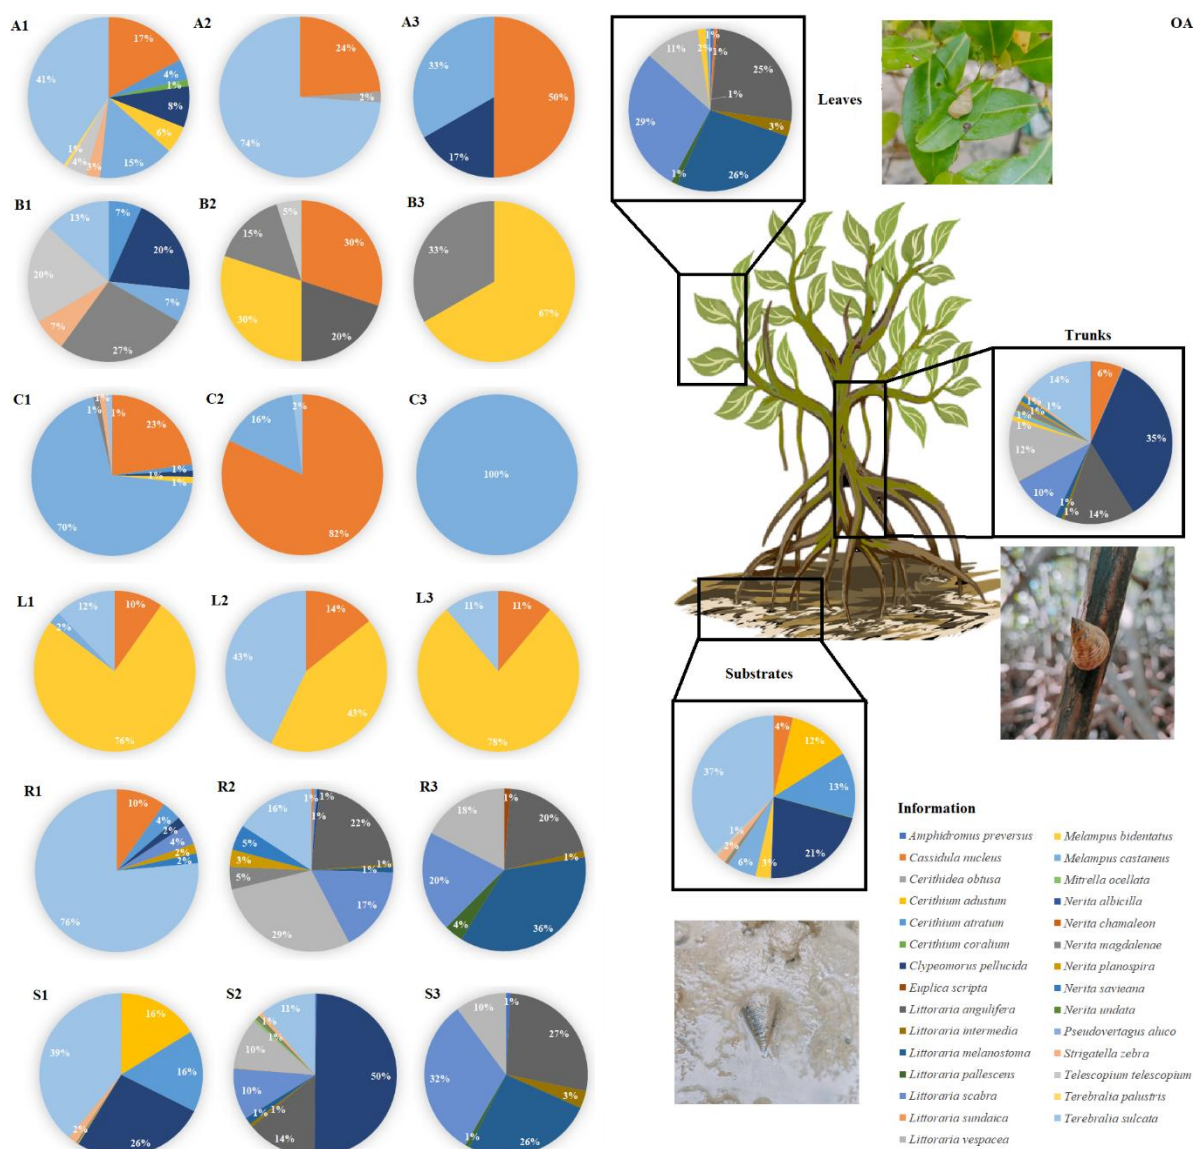 A1
17%
4%
1%
8%
6%
15%
3%
4%
1%
41%
A2
24%
2%
74%
A3
50%
17%
33%
B1
7%
20%
7%
27%
7%
20%
13%
B2
30%
20%
30%
15%
5%
B3
67%
33%
C1
23%
1%
1%
1%
70%
1%
1%
1%
C2
82%
16%
2%
C3
100%
L1
10%
76%
2%
12%
L2
14%
43%
43%
L3
11%
78%
11%
R1
10%
4%
2%
4%
2%
2%
76%
R2
1%
1%
1%
22%
1%
1%
17%
29%
5%
3%
5%
16%
R3
1%
20%
1%
36%
4%
20%
18%
S1
16%
16%
26%
2%
39%
S2
50%
14%
1%
1%
10%
10%
1%
1%
11%
S3
1%
27%
3%
26%
1%
32%
10%
OA
Leaves
1%
1%
25%
1%
3%
26%
1%
29%
11%
2%
Trunks
6%
35%
14%
1%
1%
10%
12%
1%
1%
1%
1%
1%
14%
Substrates
4%
12%
13%
21%
3%
6%
2%
1%
37%
Information
Amphidromus preversus
Cassidula nucleus
Cerithidea obtusa
Cerithium adustum
Cerithium atratum
Cerithium coralium
Clypeomorus pellucida
Euplica scripta
Littoraria angulifera
Littoraria intermedia
Littoraria melanostoma
Littoraria pallescens
Littoraria scabra
Littoraria sundaica
Littoraria vespacea
Melampus bidentatus
Melampus castaneus
Mitrella ocellata
Nerita albicilla
Nerita chamaleon
Nerita magdalenae
Nerita planospira
Nerita savieana
Nerita undata
Pseudovertagus aluco
Strigatella zebra
Telescopium telescopium
Terebralia palustris
Terebralia sulcata